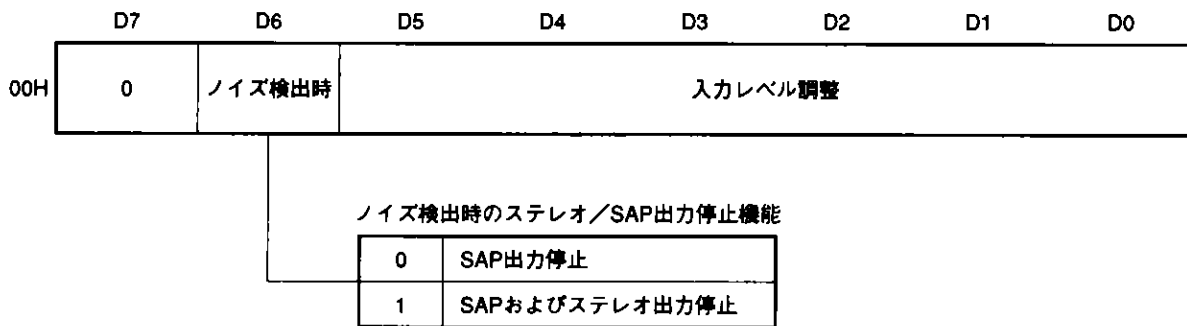 D7 D6 D5 D4 D3 D2 D1 D0
00H 0 ノイズ検出時 入力レベル調整
ノイズ検出時のステレオ／SAP出力停止機能
0 SAP出力停止
1 SAPおよびステレオ出力停止